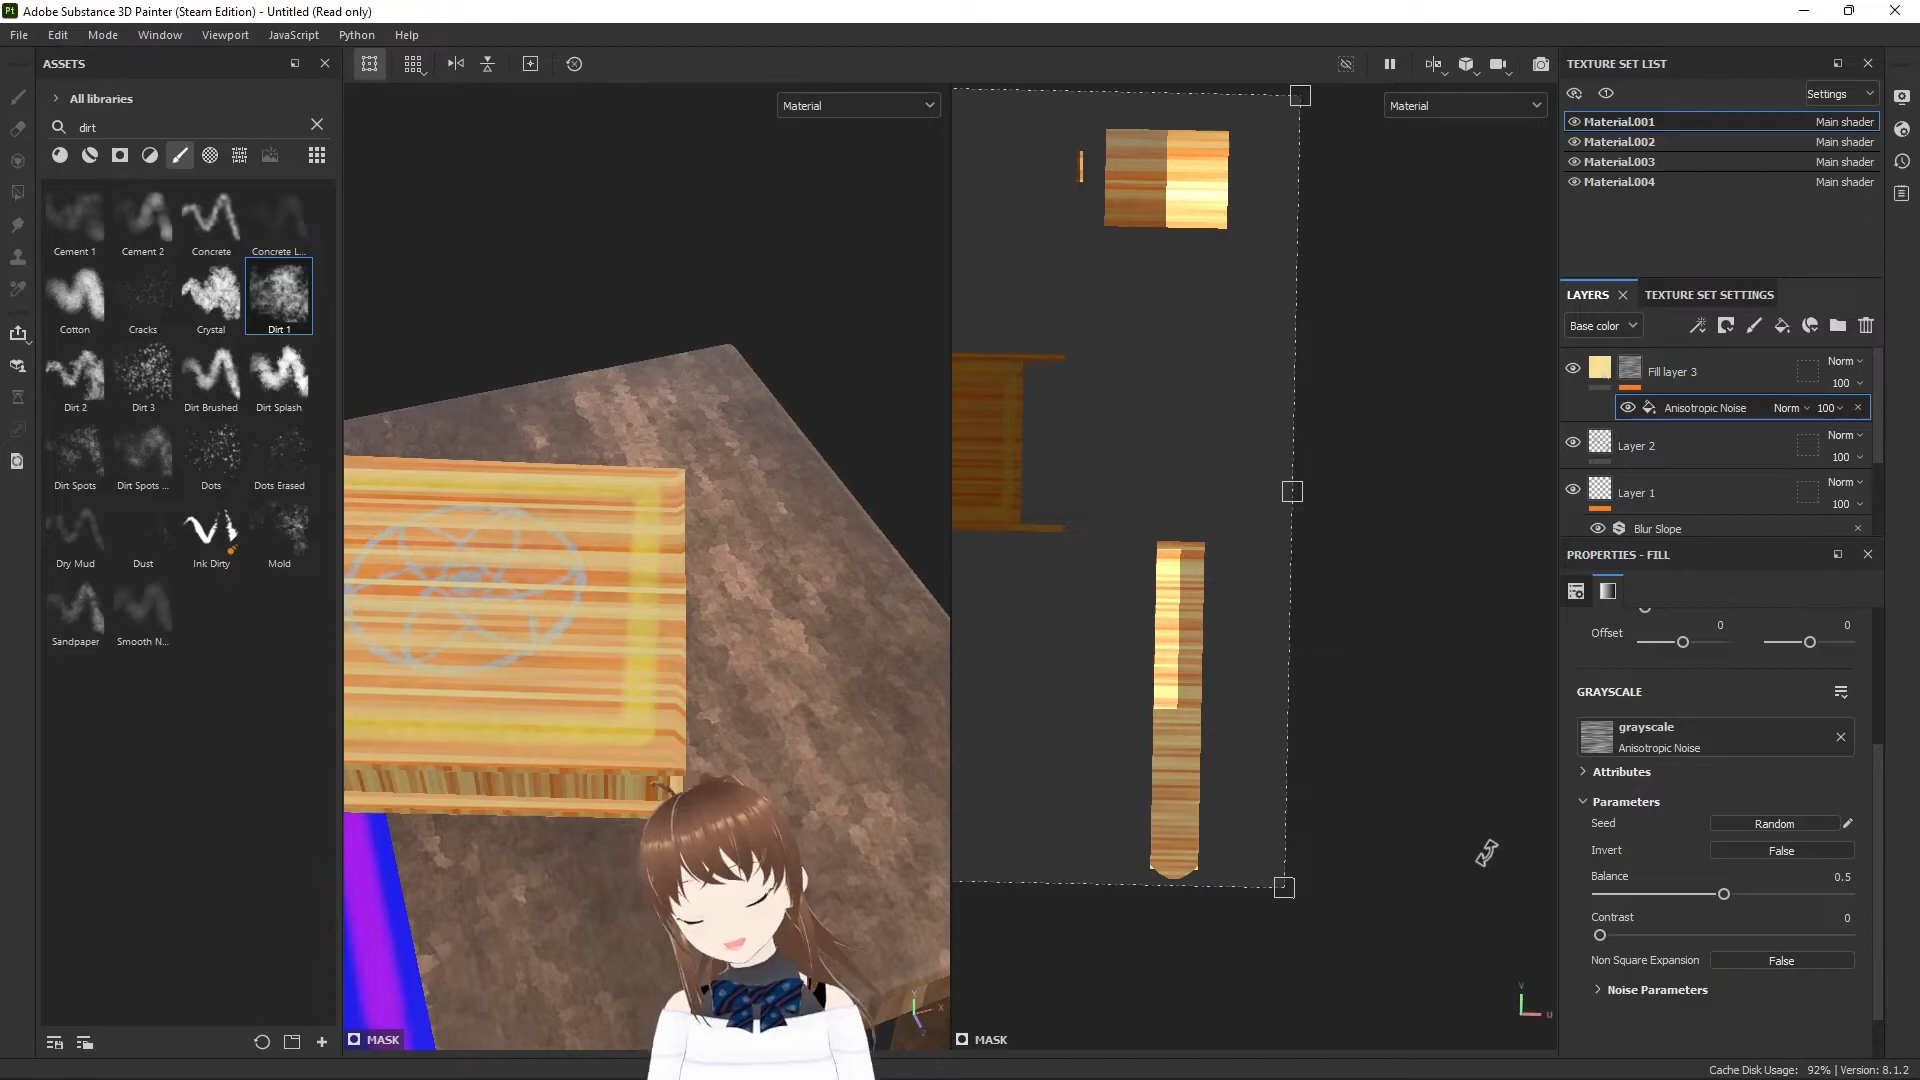 Adobe Substance 3D Painter (Steam Edition) - Untitled (Read only)
File Edit Mode Window Viewport JavaScript Python Help
ASSETS
All libraries
dirt
Cement 1 Cement 2 Concrete Concrete L...
Cotton Cracks Crystal Dirt 1
Dirt 2 Dirt 3 Dirt Brushed Dirt Splash
Dirt Spots Dirt Spots ... Dots Dots Erased
Dry Mud Dust Ink Dirty Mold
Sandpaper Smooth N...
Material
Material
MASK
MASK
TEXTURE SET LIST
Settings
Material.001 Main shader
Material.002 Main shader
Material.003 Main shader
Material.004 Main shader
LAYERS TEXTURE SET SETTINGS
Base color
Fill layer 3 Norm 100
Anisotropic Noise Norm 100
Layer 2 Norm 100
Layer 1 Norm 100
Blur Slope
PROPERTIES - FILL
Offset 0 0
GRAYSCALE
grayscale
Anisotropic Noise
Attributes
Parameters
Seed Random
Invert False
Balance 0.5
Contrast 0
Non Square Expansion False
Noise Parameters
Cache Disk Usage: 92% | Version: 8.1.2